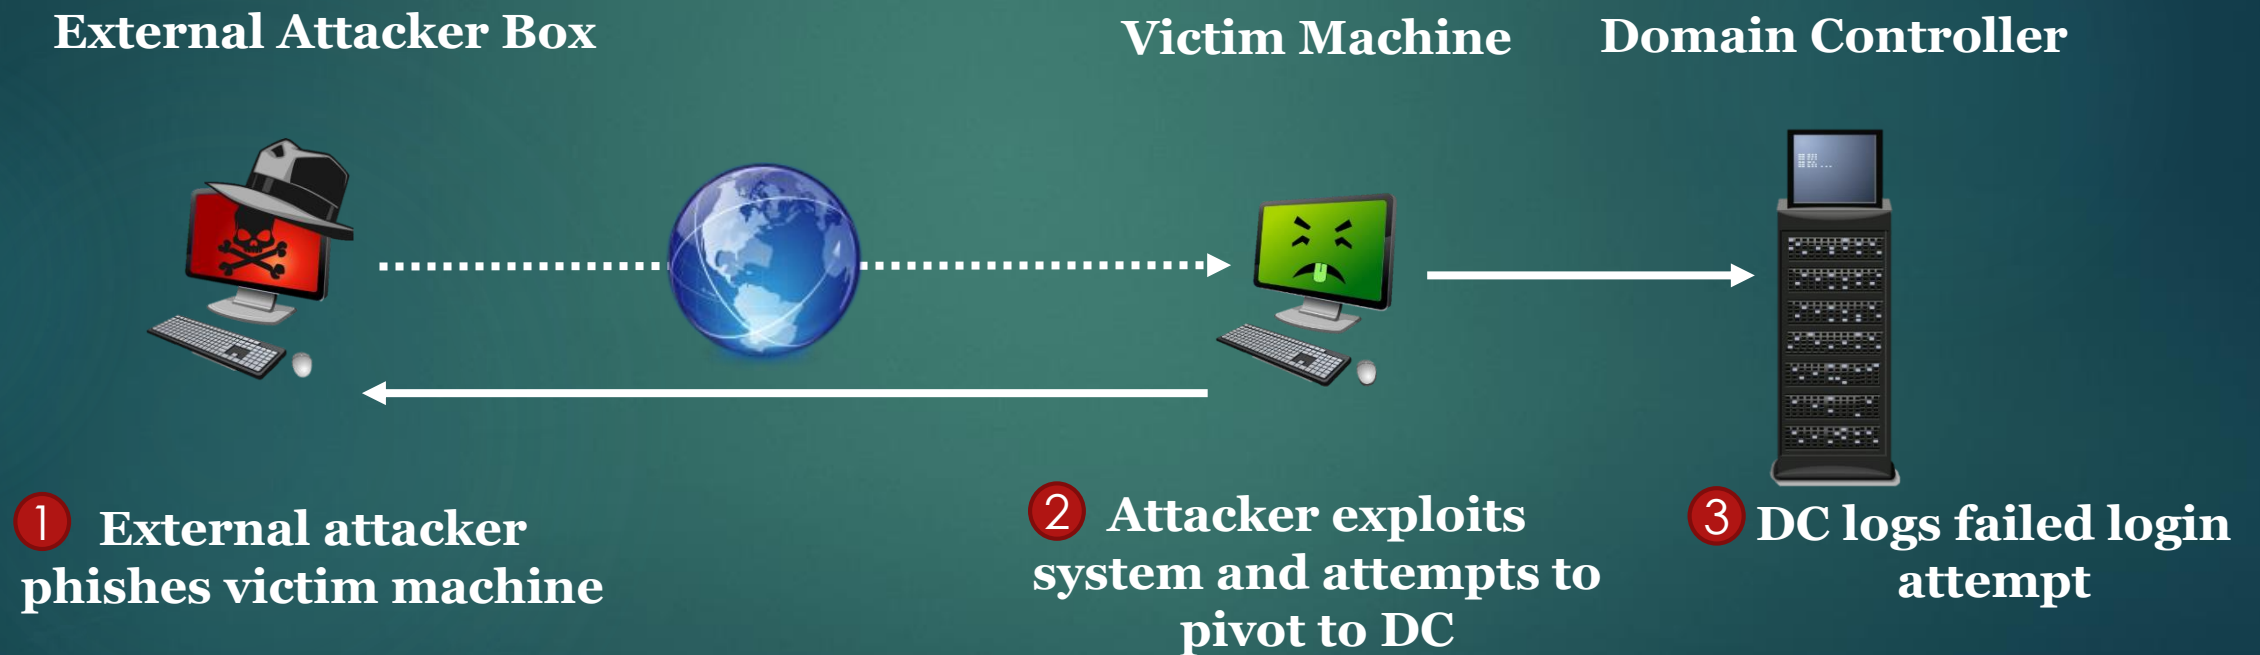 External Attacker Box
Victim Machine
Domain Controller
1 External attacker
phishes victim machine
2 Attacker exploits
system and attempts to
pivot to DC
3 DC logs failed login
attempt